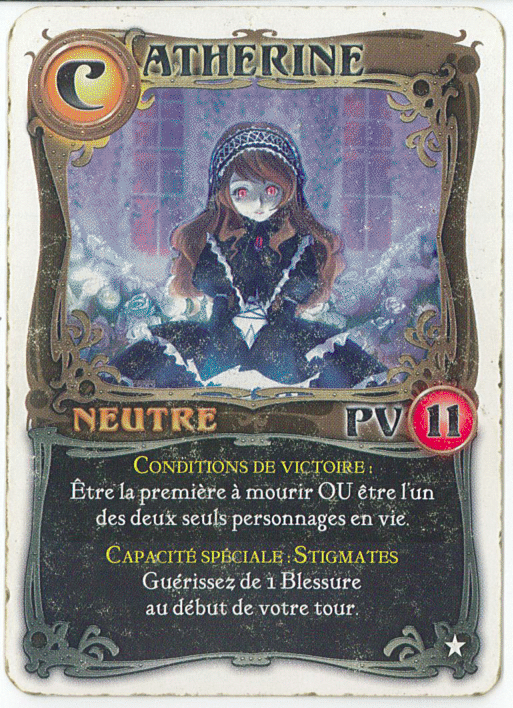 CATHERINE
NEUTRE PV 11
CONDITIONS DE VICTOIRE :
Être la première à mourir OU être l'un
des deux seuls personnages en vie.
CAPACITÉ SPÉCIALE : STIGMATES
Guérissez de 1 Blessure
au début de votre tour.